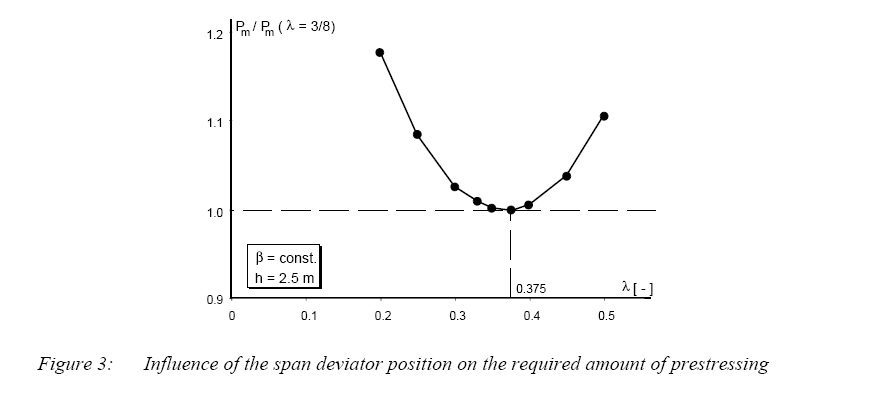 Pm / Pm ( λ = 3/8)
1.2
1.1
1.0
0.9
β = const.
h = 2.5 m
0.375
λ [ - ]
0 0.1 0.2 0.3 0.4 0.5
Figure 3: Influence of the span deviator position on the required amount of prestressing